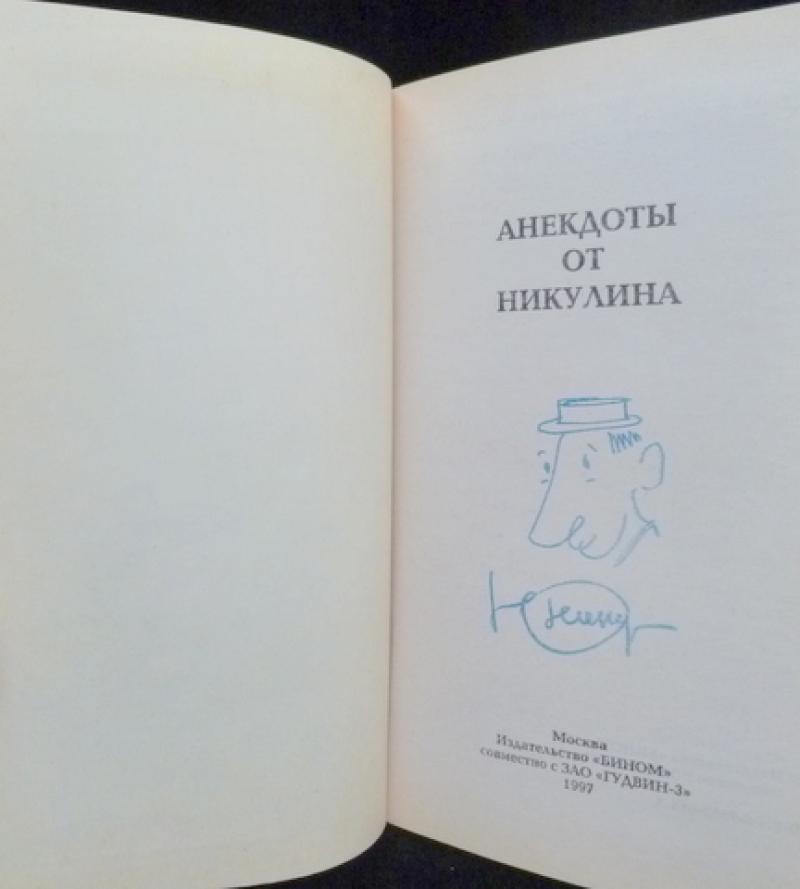 АНЕКДОТЫ
ОТ
НИКУЛИНА
Москва
Издательство «БИНОМ»
совместно с ЗАО «ГУДВИН-3»
1997